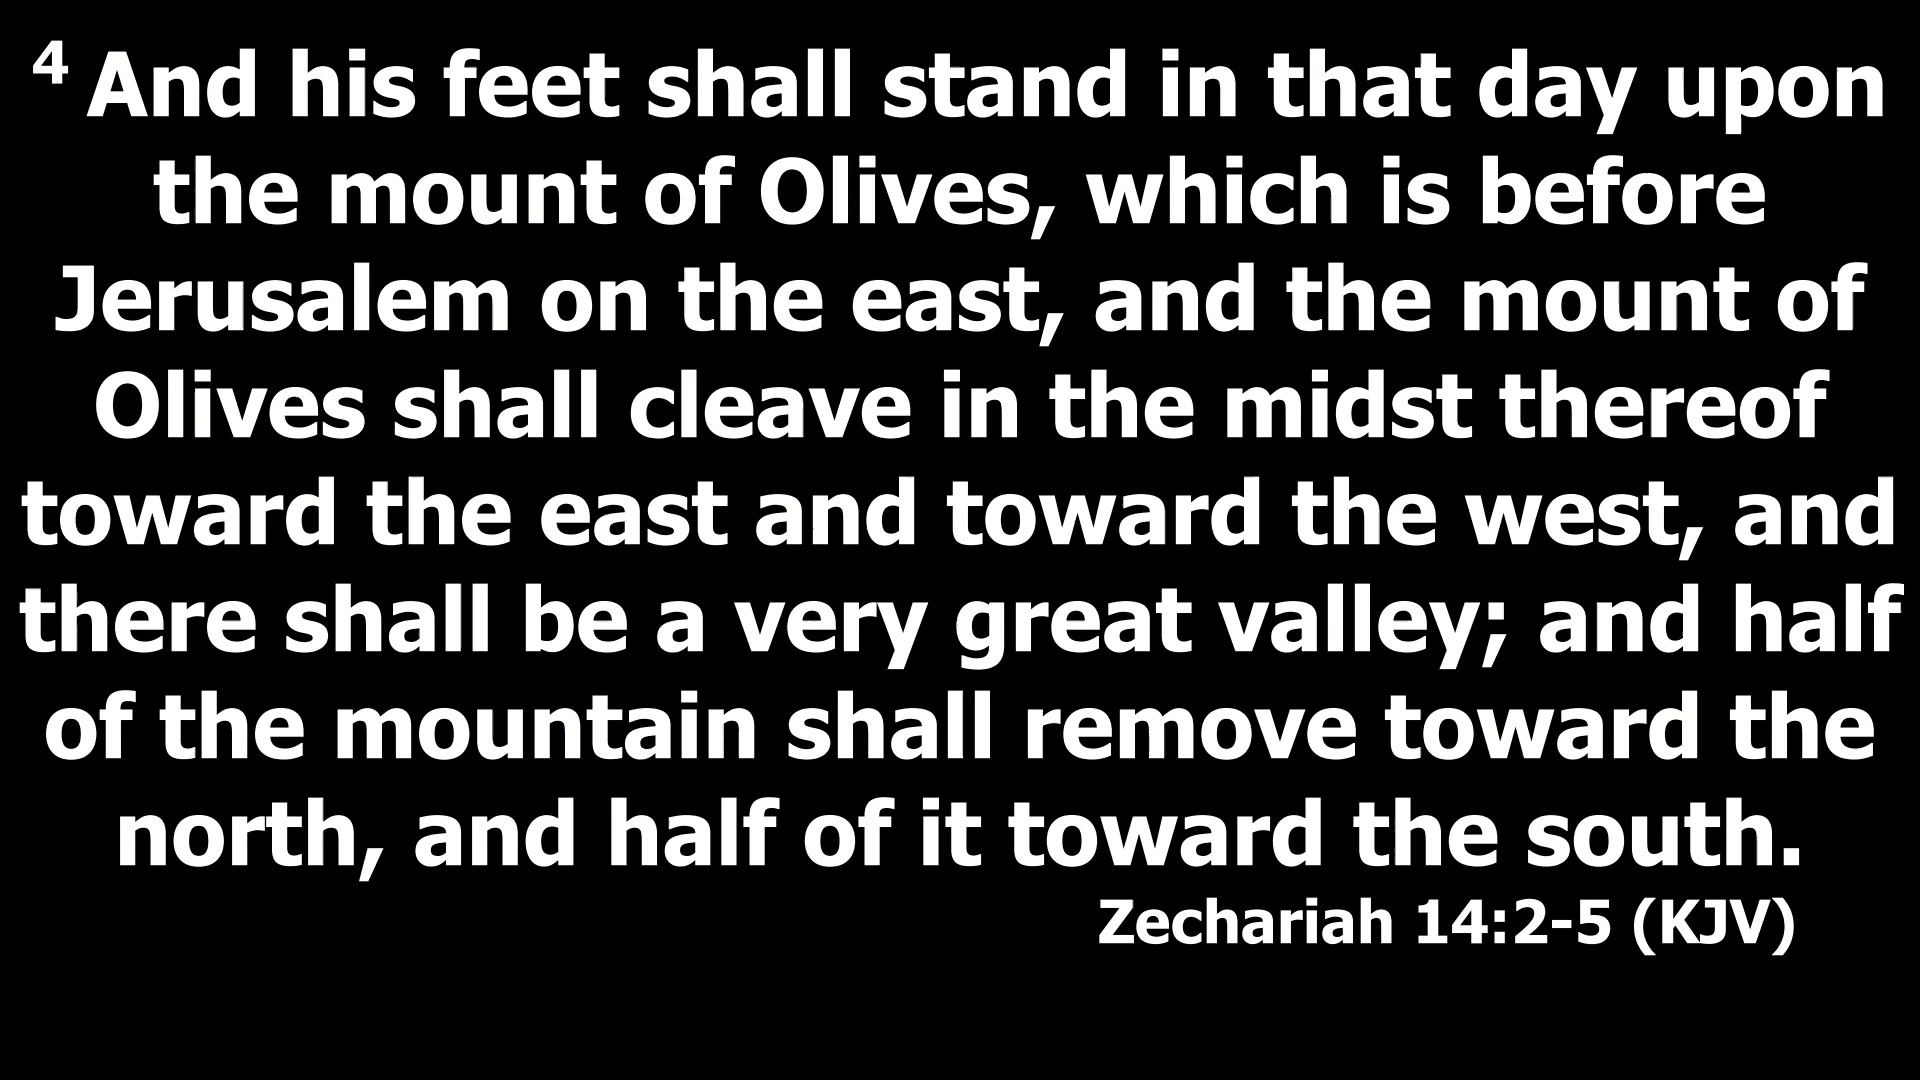 4 And his feet shall stand in that day upon
the mount of Olives, which is before
Jerusalem on the east, and the mount of
Olives shall cleave in the midst thereof
toward the east and toward the west, and
there shall be a very great valley; and half
of the mountain shall remove toward the
north, and half of it toward the south.
Zechariah 14:2-5 (KJV)